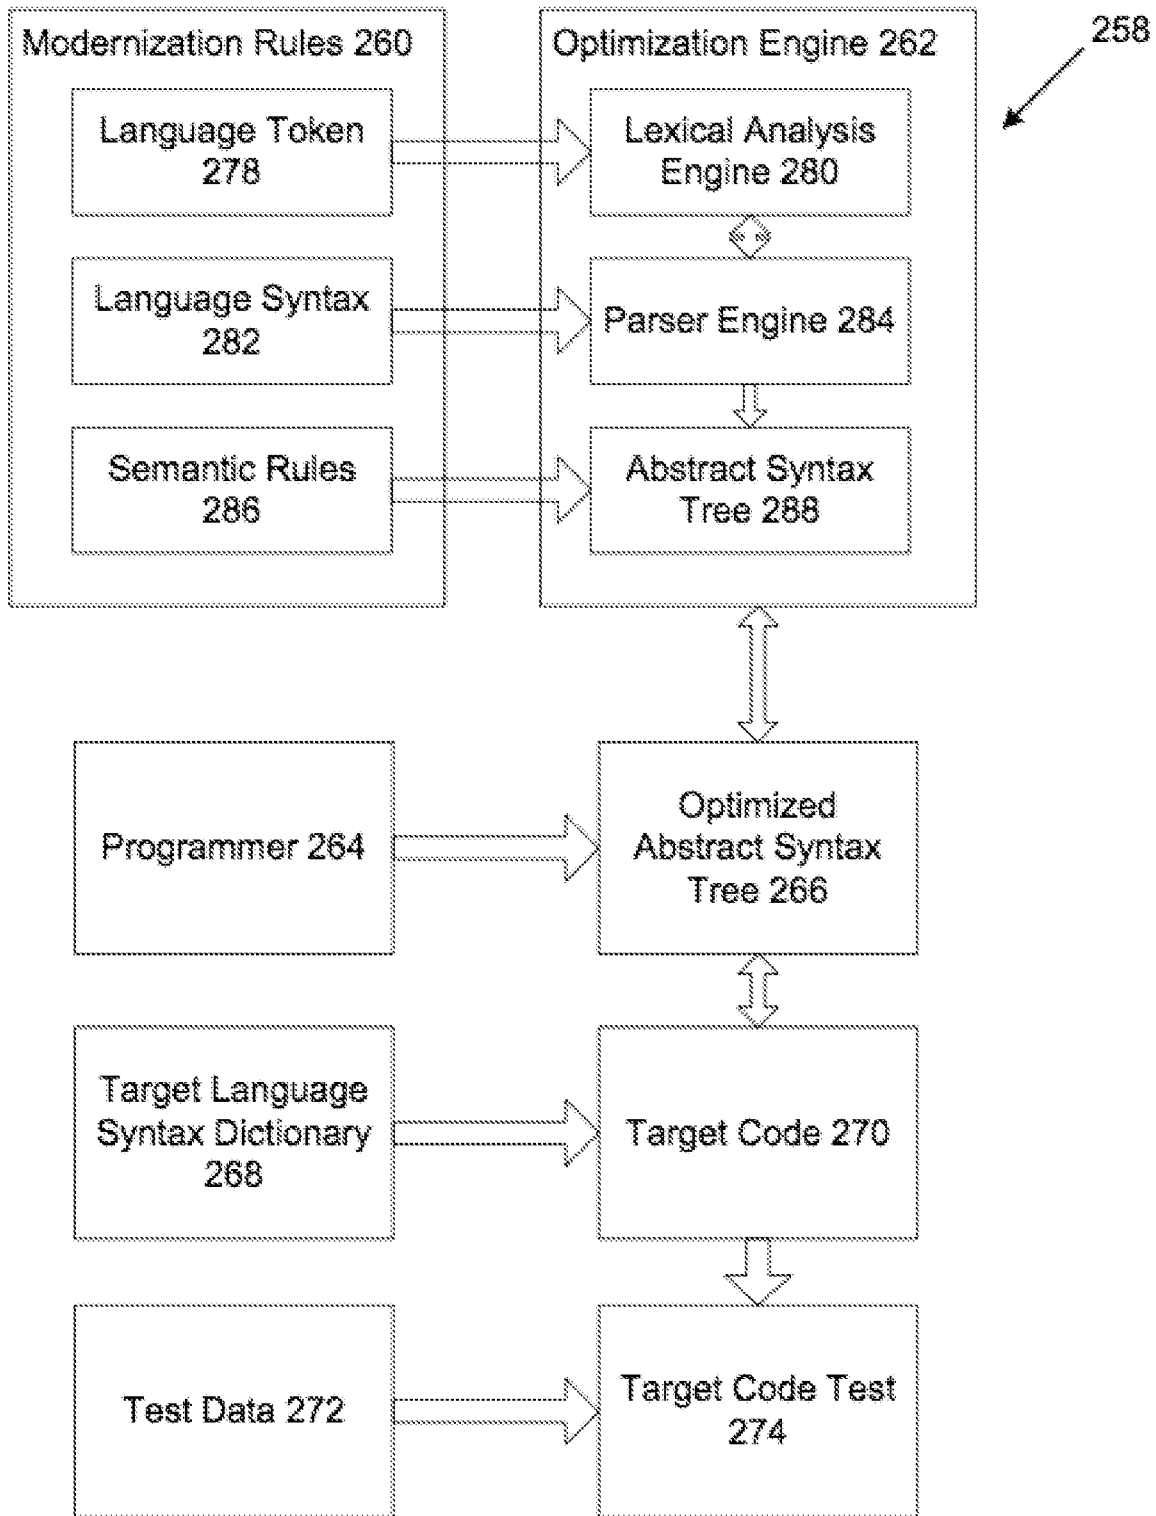 Modernization Rules 260
Optimization Engine 262
258
Language Token
278
Lexical Analysis
Engine 280
Language Syntax
282
Parser Engine 284
Semantic Rules
286
Abstract Syntax
Tree 288
Programmer 264
Optimized
Abstract Syntax
Tree 266
Target Language
Syntax Dictionary
268
Target Code 270
Test Data 272
Target Code Test
274